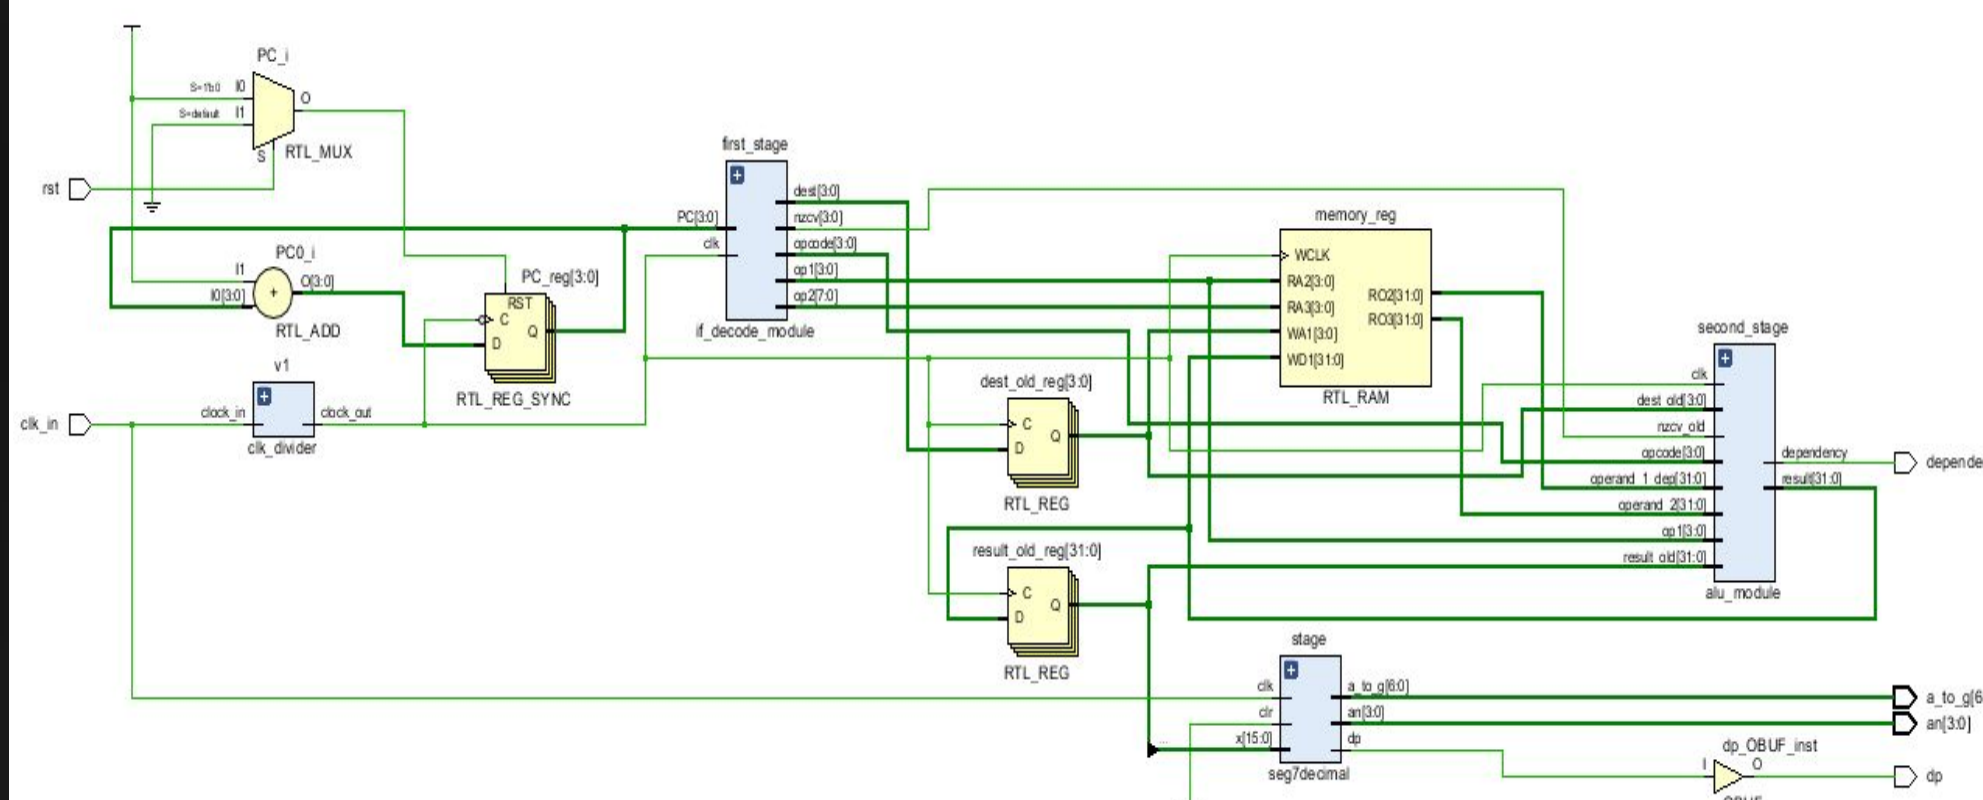 PC_i
S=1'b0 I0
S=default I1
O
S
RTL_MUX
rst
PC0_i
I1
I0[3:0]
+
O[3:0]
RTL_ADD
v1
clock_in
clock_out
clk_divider
clk_in
PC_reg[3:0]
RST
C
D
Q
RTL_REG_SYNC
first_stage
PC[3:0]
clk
dest[3:0]
nzcv[3:0]
opcode[3:0]
op1[3:0]
op2[7:0]
if_decode_module
dest_old_reg[3:0]
C
D
Q
RTL_REG
result_old_reg[31:0]
C
D
Q
RTL_REG
memory_reg
WCLK
RA2[3:0]
RA3[3:0]
WA1[3:0]
WD1[31:0]
RO2[31:0]
RO3[31:0]
RTL_RAM
second_stage
clk
dest_old[3:0]
nzcv_old
opcode[3:0]
operand_1_dep[31:0]
operand_2[31:0]
op1[3:0]
result_old[31:0]
dependency
result[31:0]
alu_module
depende
stage
clk
clr
x[15:0]
a_to_g[6:0]
an[3:0]
dp
seg7decimal
a_to_g[6
an[3:0]
dp_OBUF_inst
I
O
dp